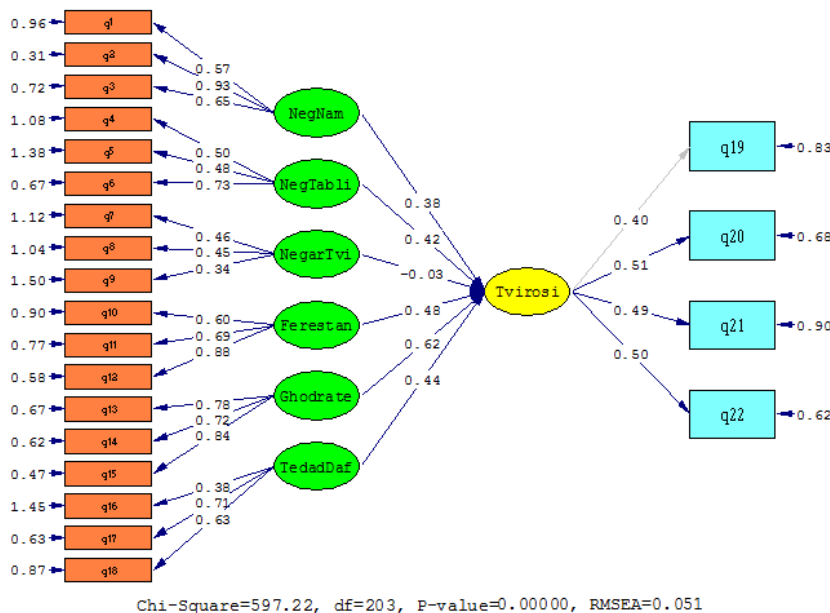 0.96 q1
0.31 q2
0.72 q3
1.08 q4
1.38 q5
0.67 q6
1.12 q7
1.04 q8
1.50 q9
0.90 q10
0.77 q11
0.58 q12
0.67 q13
0.62 q14
0.47 q15
1.45 q16
0.63 q17
0.87 q18
0.57
0.93
0.65
0.50
0.48
0.73
0.46
0.45
0.34
0.60
0.69
0.88
0.78
0.72
0.84
0.38
0.71
0.63
NegNam
NegTabli
NegarTvi
Ferestan
Ghodrate
TedadDaf
0.38
0.42
-0.03
0.48
0.62
0.44
Tvirosi
0.40
0.51
0.49
0.50
q19 0.83
q20 0.68
q21 0.90
q22 0.62
Chi-Square=597.22, df=203, P-value=0.00000, RMSEA=0.051